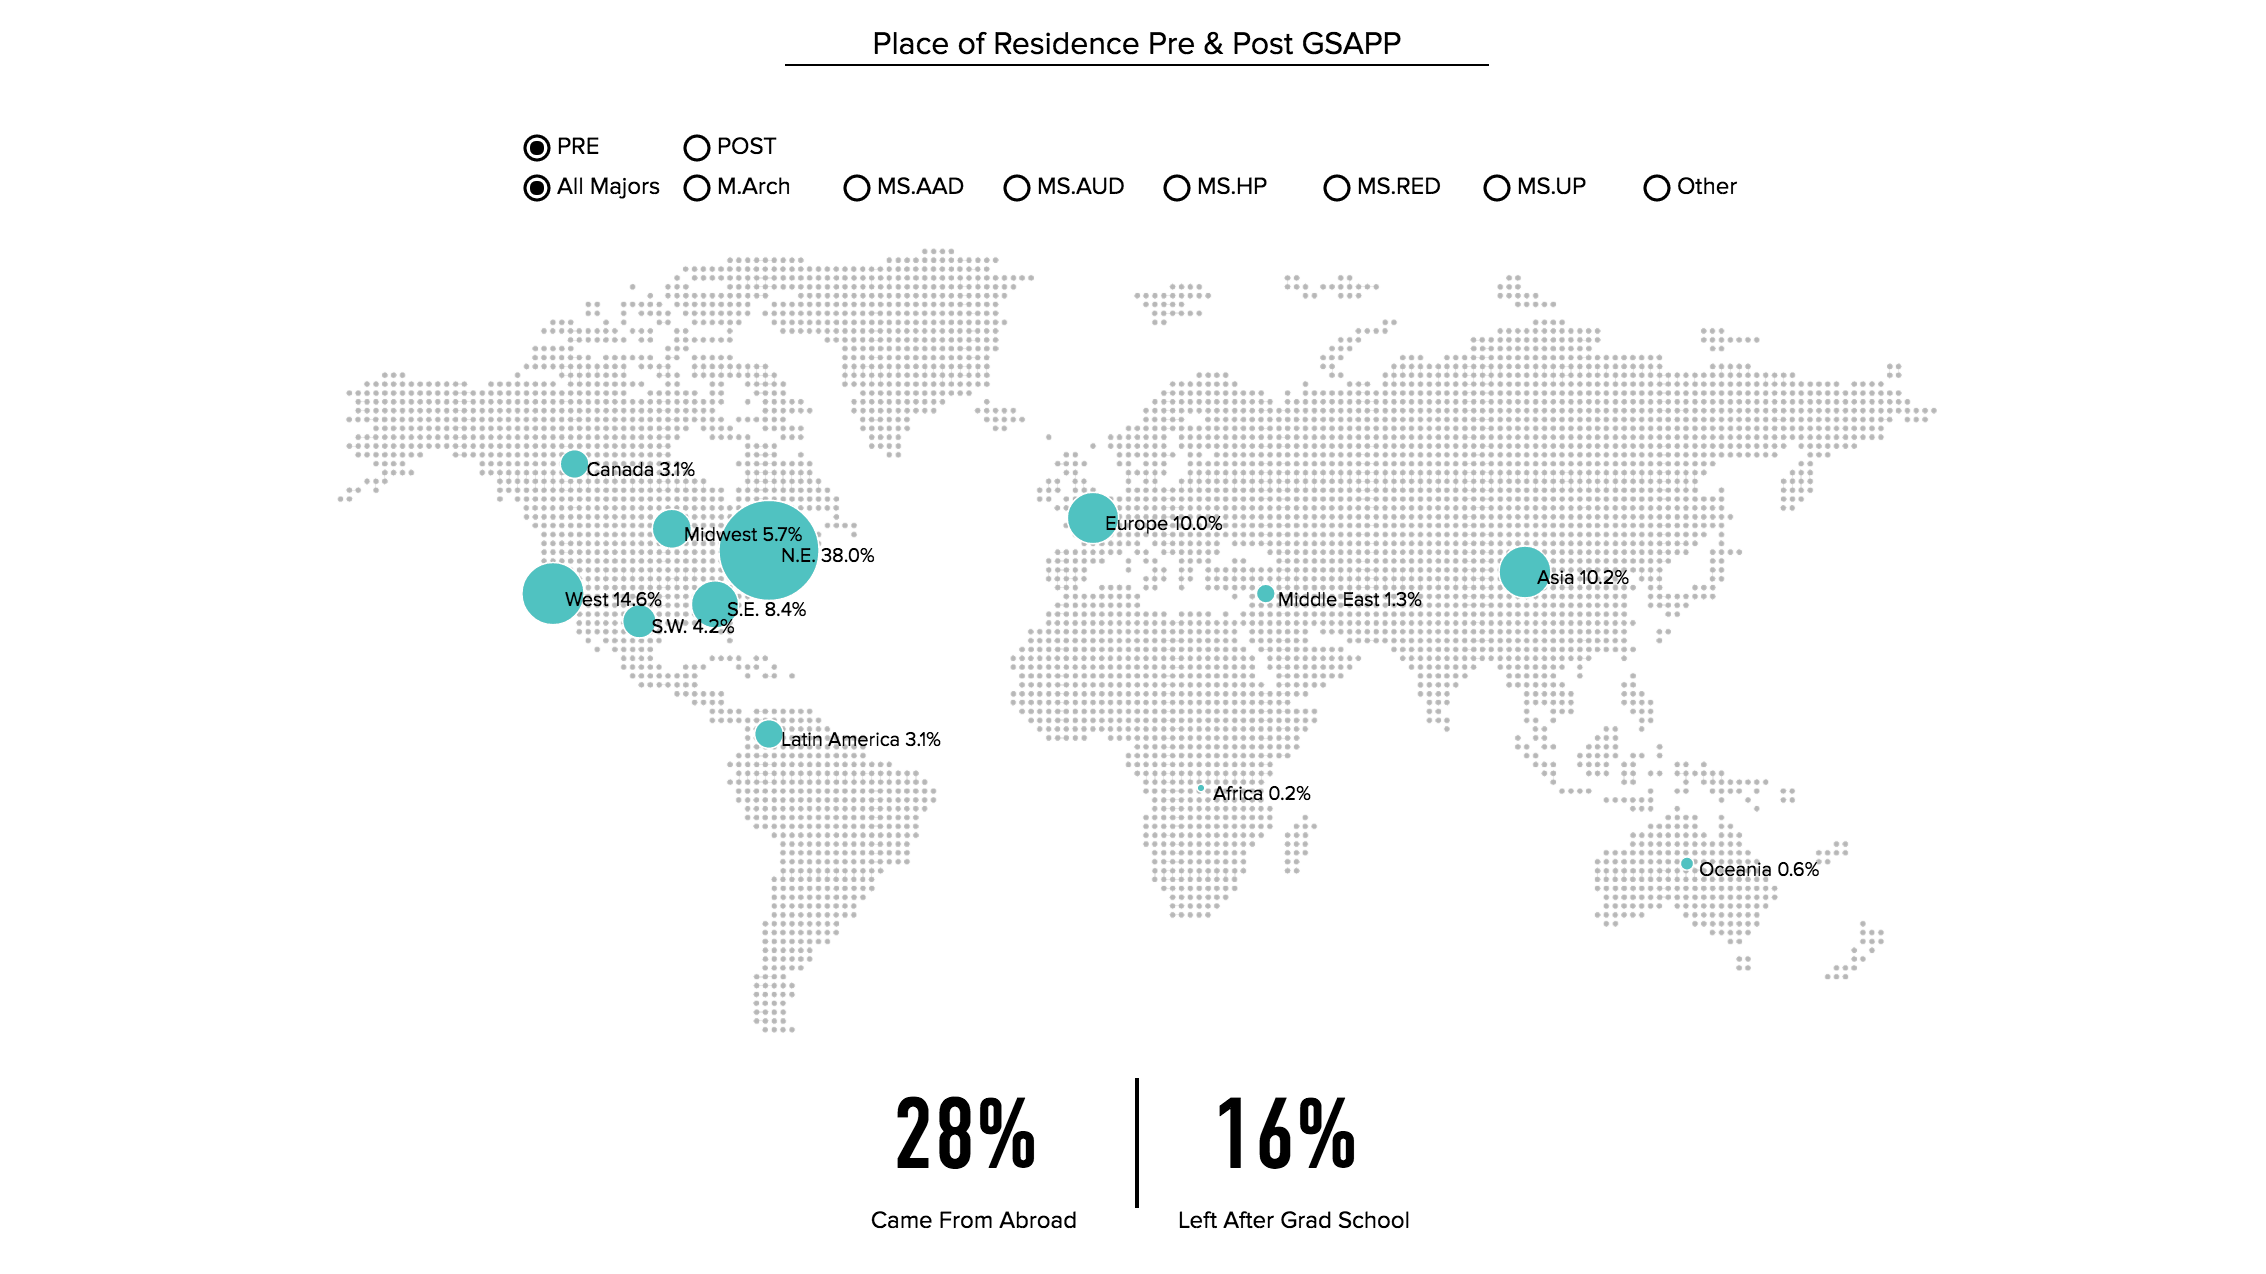 Place of Residence Pre & Post GSAPP
PRE POST
All Majors M.Arch MS.AAD MS.AUD MS.HP MS.RED MS.UP Other
Canada 3.1%
Midwest 5.7%
N.E. 38.0%
Europe 10.0%
Asia 10.2%
West 14.6%
S.E. 8.4%
Middle East 1.3%
S.W. 4.2%
Latin America 3.1%
Africa 0.2%
Oceania 0.6%
28% 16%
Came From Abroad Left After Grad School